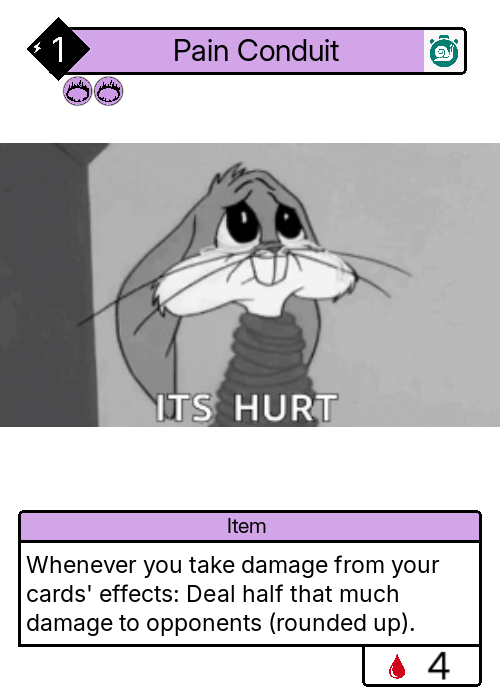 1 Pain Conduit
ITS HURT
Item
Whenever you take damage from your
cards' effects: Deal half that much
damage to opponents (rounded up).
4